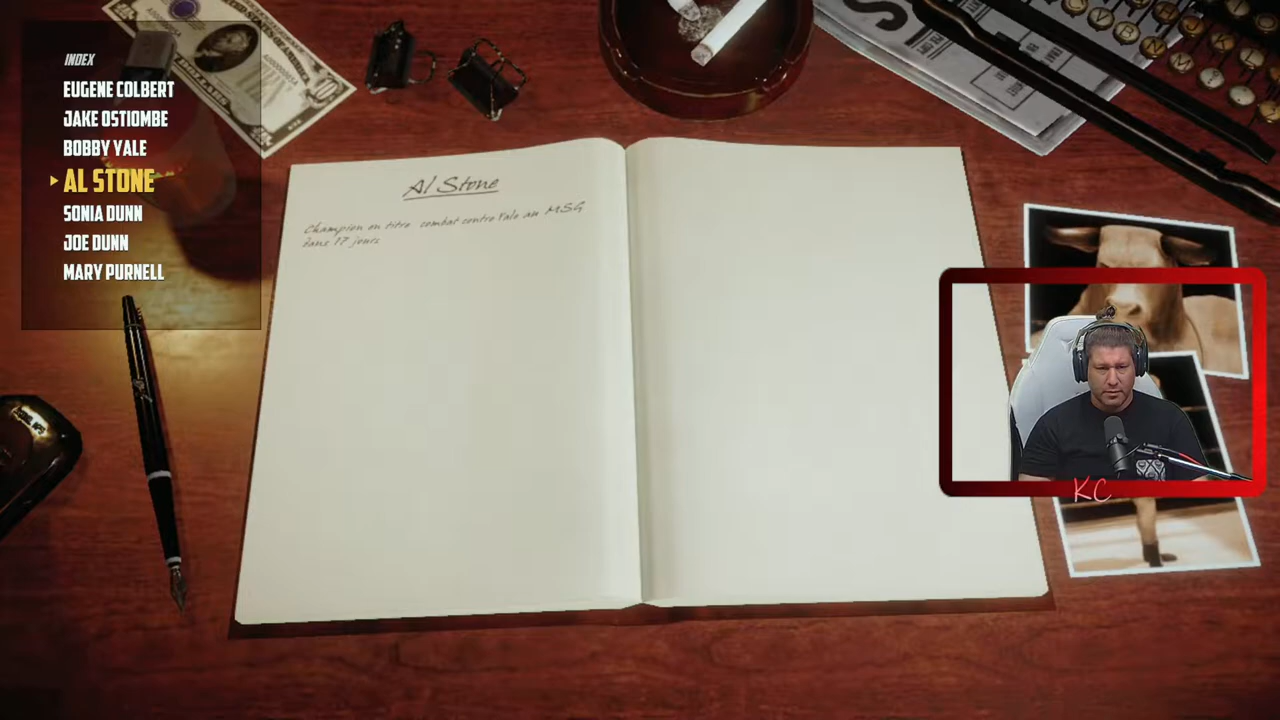 INDEX
EUGENE COLBERT
JAKE OSTIOMBE
BOBBY YALE
AL STONE
SONIA DUNN
JOE DUNN
MARY PURNELL
Al Stone
Champion en titre combat contre Yale au MSG
dans 17 jours
KC